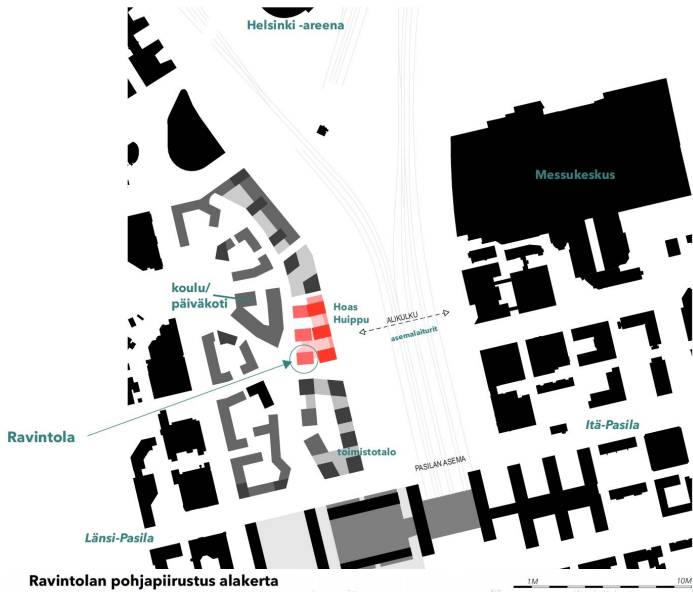 Helsinki -areena
Messukeskus
koulu/
päiväkoti
Hoas
Huippu
ALIKULKU
asemalaiturit
Ravintola
Itä-Pasila
toimistotalo
PASILAN ASEMA
Länsi-Pasila
Ravintolan pohjapiirustus alakerta
1M
10M